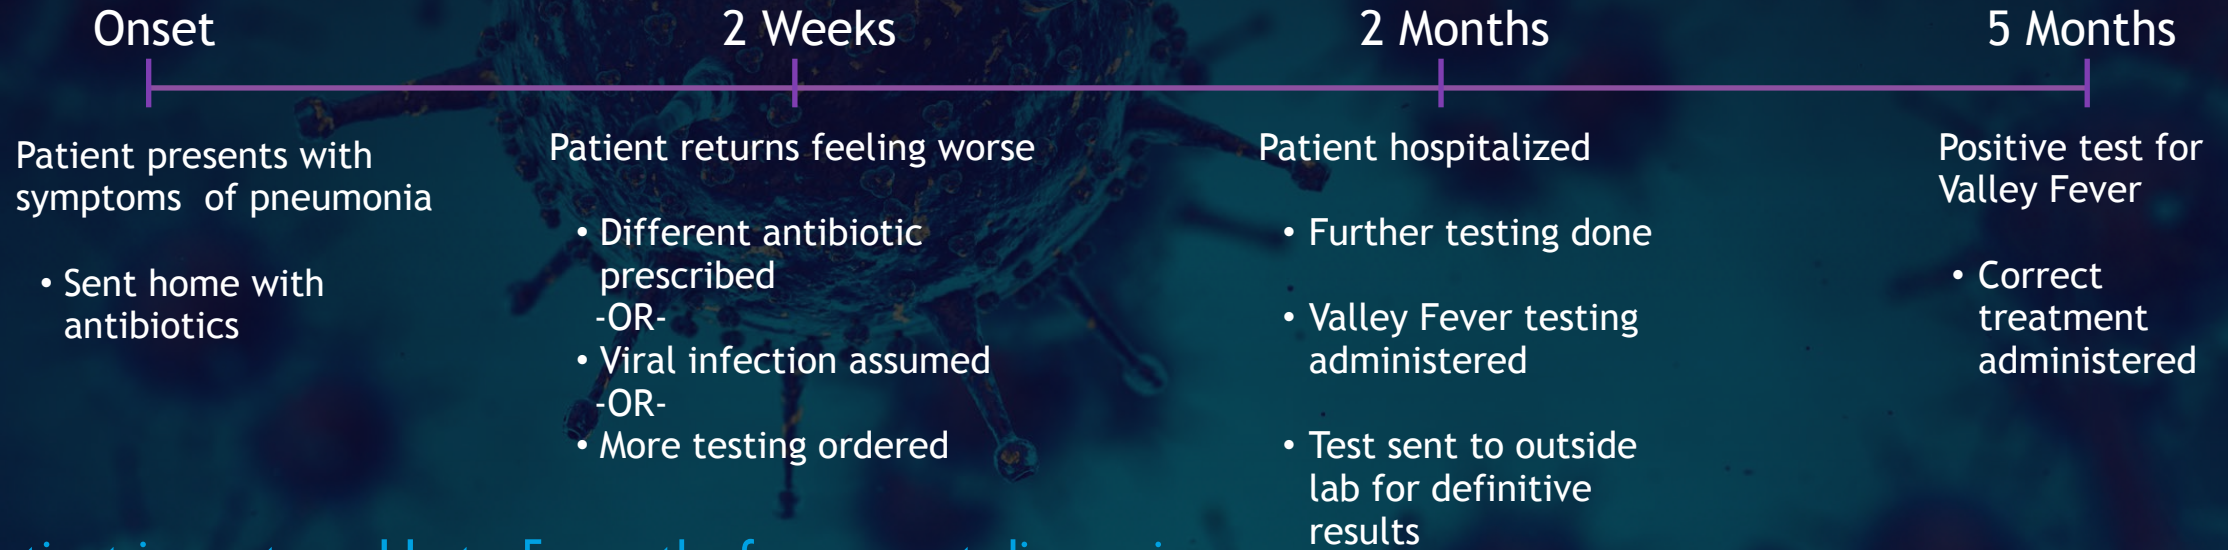 Onset
Patient presents with
symptoms of pneumonia
• Sent home with
antibiotics
2 Weeks
Patient returns feeling worse
• Different antibiotic
prescribed
-OR-
• Viral infection assumed
-OR-
• More testing ordered
2 Months
Patient hospitalized
• Further testing done
• Valley Fever testing
administered
• Test sent to outside
lab for definitive
results
5 Months
Positive test for
Valley Fever
• Correct
treatment
administered